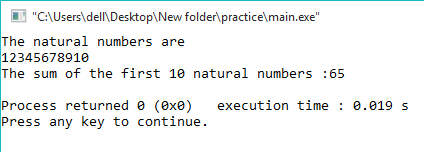 "C:\Users\dell\Desktop\New folder\practice\main.exe"
The natural numbers are
12345678910
The sum of the first 10 natural numbers :65
Process returned 0 (0x0)   execution time : 0.019 s
Press any key to continue.